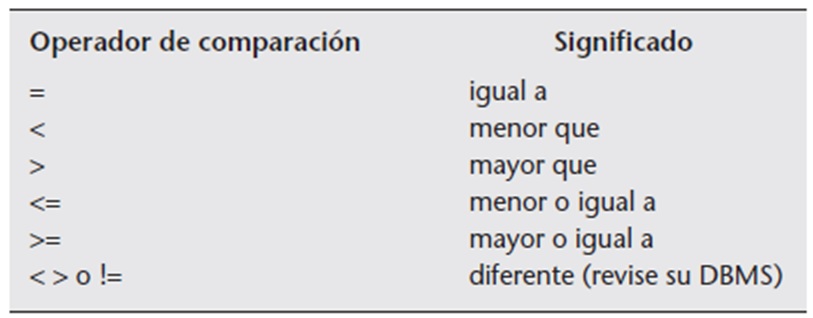 Operador de comparación Significado
= igual a
< menor que
> mayor que
<= menor o igual a
>= mayor o igual a
< > o != diferente (revise su DBMS)